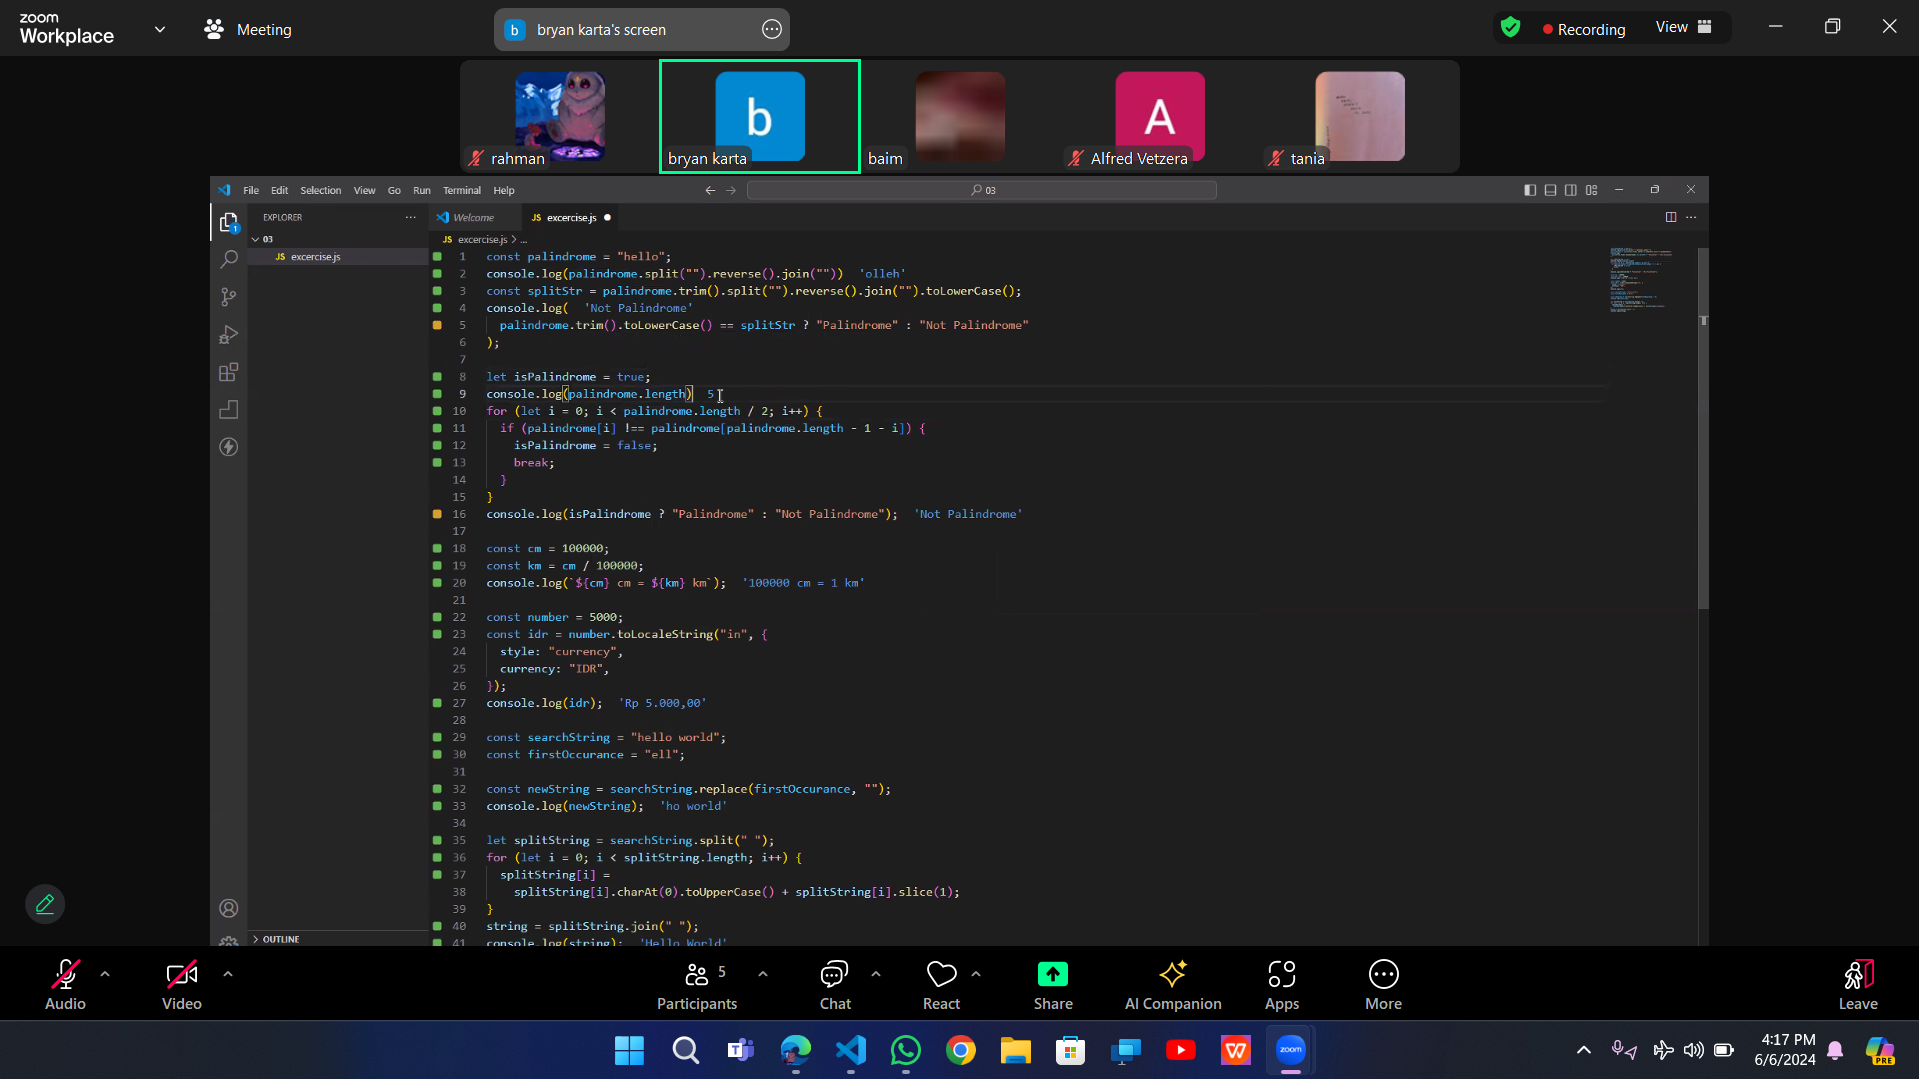 zoom
Workplace
Meeting
b
bryan karta's screen
Recording
View
rahman
b
bryan karta
baim
A
Alfred Vetzera
tania
File Edit Selection View Go Run Terminal Help
03
EXPLORER
Welcome
JS excercise.js
03
JS excercise.js > ...
JS excercise.js
1
1 const palindrome = "hello";
2 console.log(palindrome.split("").reverse().join("")) 'olleh'
3 const splitStr = palindrome.trim().split("").reverse().join("").toLowerCase();
4 console.log( 'Not Palindrome'
5 palindrome.trim().toLowerCase() == splitStr ? "Palindrome" : "Not Palindrome"
6 );
7
8 let isPalindrome = true;
9 console.log(palindrome.length) 5
10 for (let i = 0; i < palindrome.length / 2; i++) {
11 if (palindrome[i] !== palindrome[palindrome.length - 1 - i]) {
12 isPalindrome = false;
13 break;
14 }
15 }
16 console.log(isPalindrome ? "Palindrome" : "Not Palindrome"); 'Not Palindrome'
17
18 const cm = 100000;
19 const km = cm / 100000;
20 console.log(`${cm} cm = ${km} km`); '100000 cm = 1 km'
21
22 const number = 5000;
23 const idr = number.toLocaleString("in", {
24 style: "currency",
25 currency: "IDR",
26 });
27 console.log(idr); 'Rp 5.000,00'
28
29 const searchString = "hello world";
30 const firstOccurance = "ell";
31
32 const newString = searchString.replace(firstOccurance, "");
33 console.log(newString); 'ho world'
34
35 let splitString = searchString.split(" ");
36 for (let i = 0; i < splitString.length; i++) {
37 splitString[i] =
38 splitString[i].charAt(0).toUpperCase() + splitString[i].slice(1);
39 }
40 string = splitString.join(" ");
41 console.log(string); 'Hello World'
OUTLINE
Audio
Video
5
Participants
Chat
React
Share
AI Companion
Apps
More
Leave
zoom
4:17 PM
6/6/2024
PRE